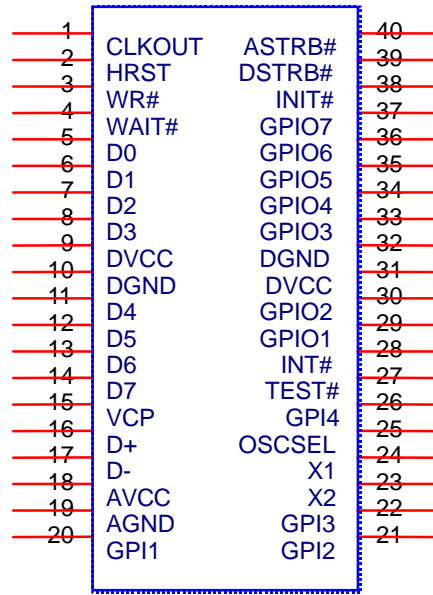 1 CLKOUT ASTRB# 40
2 HRST DSTRB# 39
3 WR# INIT# 38
4 WAIT# GPIO7 37
5 D0 GPIO6 36
6 D1 GPIO5 35
7 D2 GPIO4 34
8 D3 GPIO3 33
9 DVCC DGND 32
10 DGND DVCC 31
11 D4 GPIO2 30
12 D5 GPIO1 29
13 D6 INT# 28
14 D7 TEST# 27
15 VCP GPI4 26
16 D+ OSCSEL 25
17 D- X1 24
18 AVCC X2 23
19 AGND GPI3 22
20 GPI1 GPI2 21